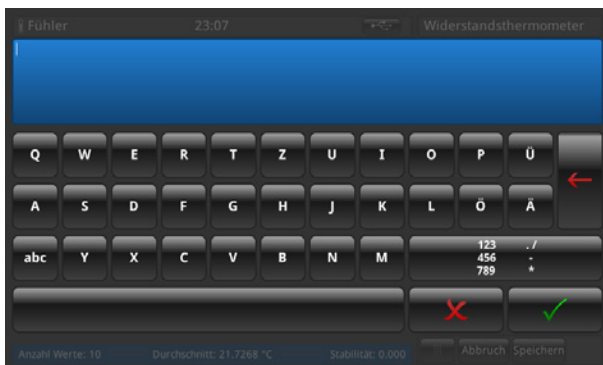 Fühler 23:07 Widerstandsthermometer
Q W E R T Z U I O P Ü
A S D F G H J K L Ö Ä
abc Y X C V B N M 123 ./
456 -
789 *
Anzahl Werte: 10 Durchschnitt: 21.7268 °C Stabilität: 0.000 Abbruch Speichern